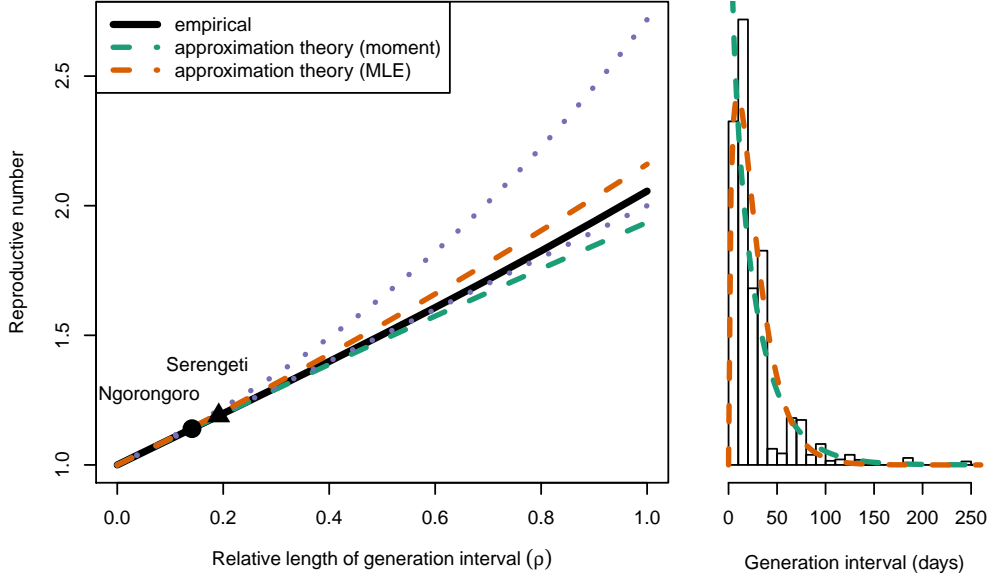 empirical
approximation theory (moment)
approximation theory (MLE)
Reproductive number
2.5
2.0
1.5
1.0
Serengeti
Ngorongoro
0.0 0.2 0.4 0.6 0.8 1.0
Relative length of generation interval (ρ)
0 50 100 150 200 250
Generation interval (days)